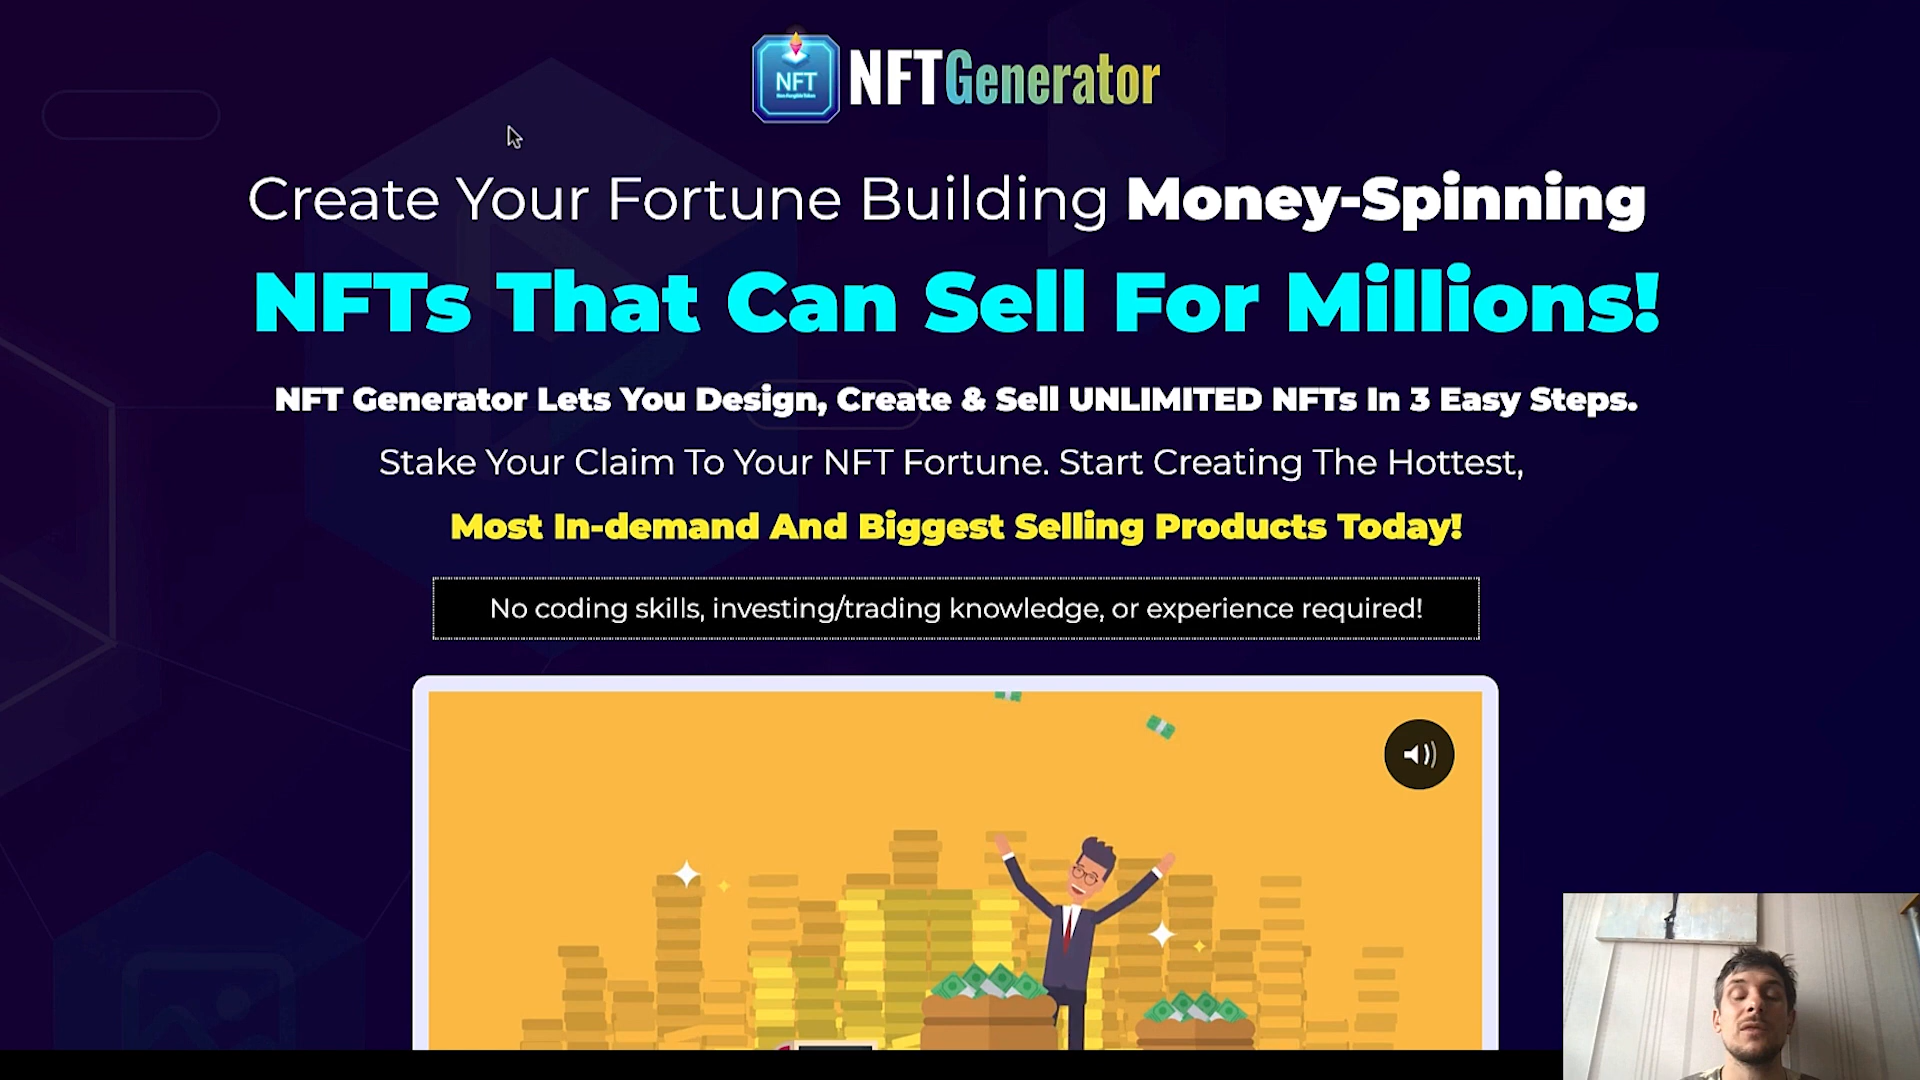 NFT
NFTGenerator
Create Your Fortune Building Money-Spinning
NFTs That Can Sell For Millions!
NFT Generator Lets You Design, Create & Sell UNLIMITED NFTs In 3 Easy Steps.
Stake Your Claim To Your NFT Fortune. Start Creating The Hottest,
Most In-demand And Biggest Selling Products Today!
No coding skills, investing/trading knowledge, or experience required!